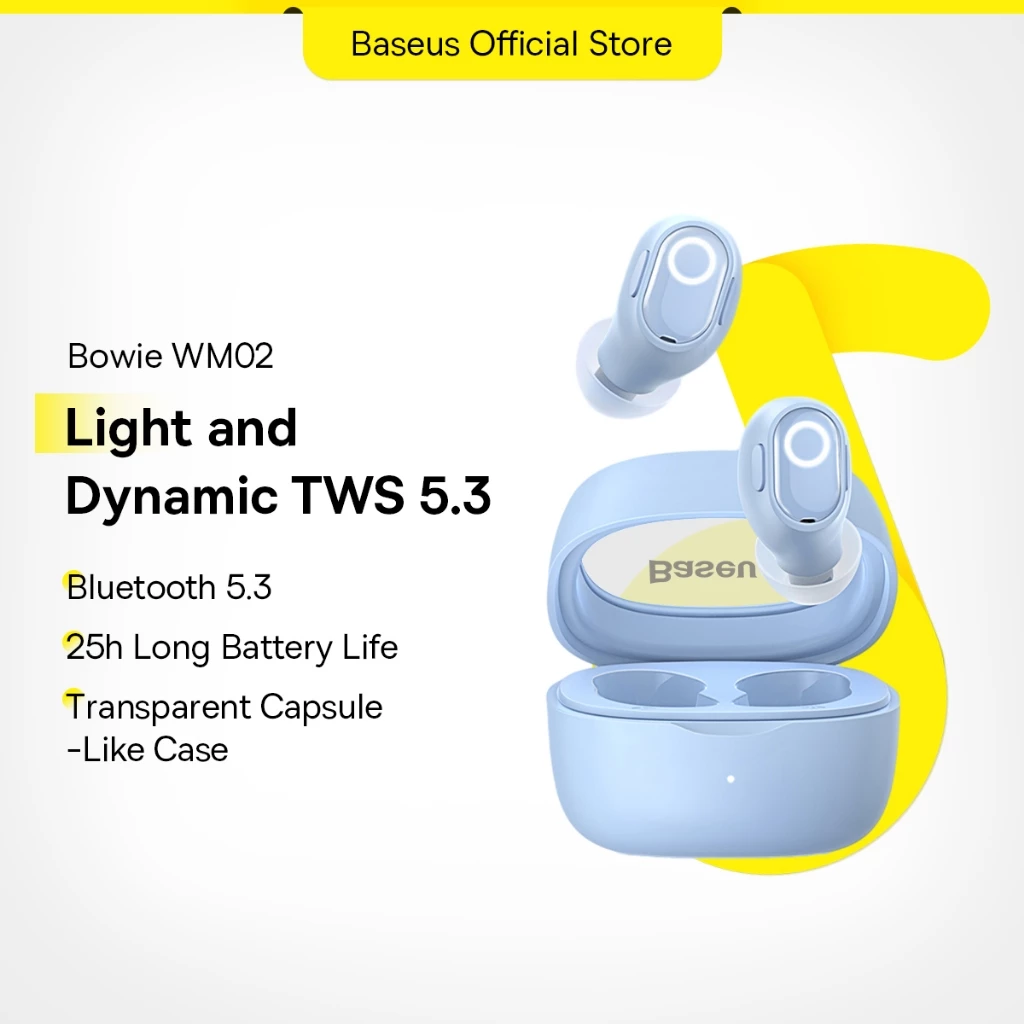 Baseus Official Store
Bowie WM02
Light and
Dynamic TWS 5.3
Bluetooth 5.3
25h Long Battery Life
Transparent Capsule
-Like Case
Baseu